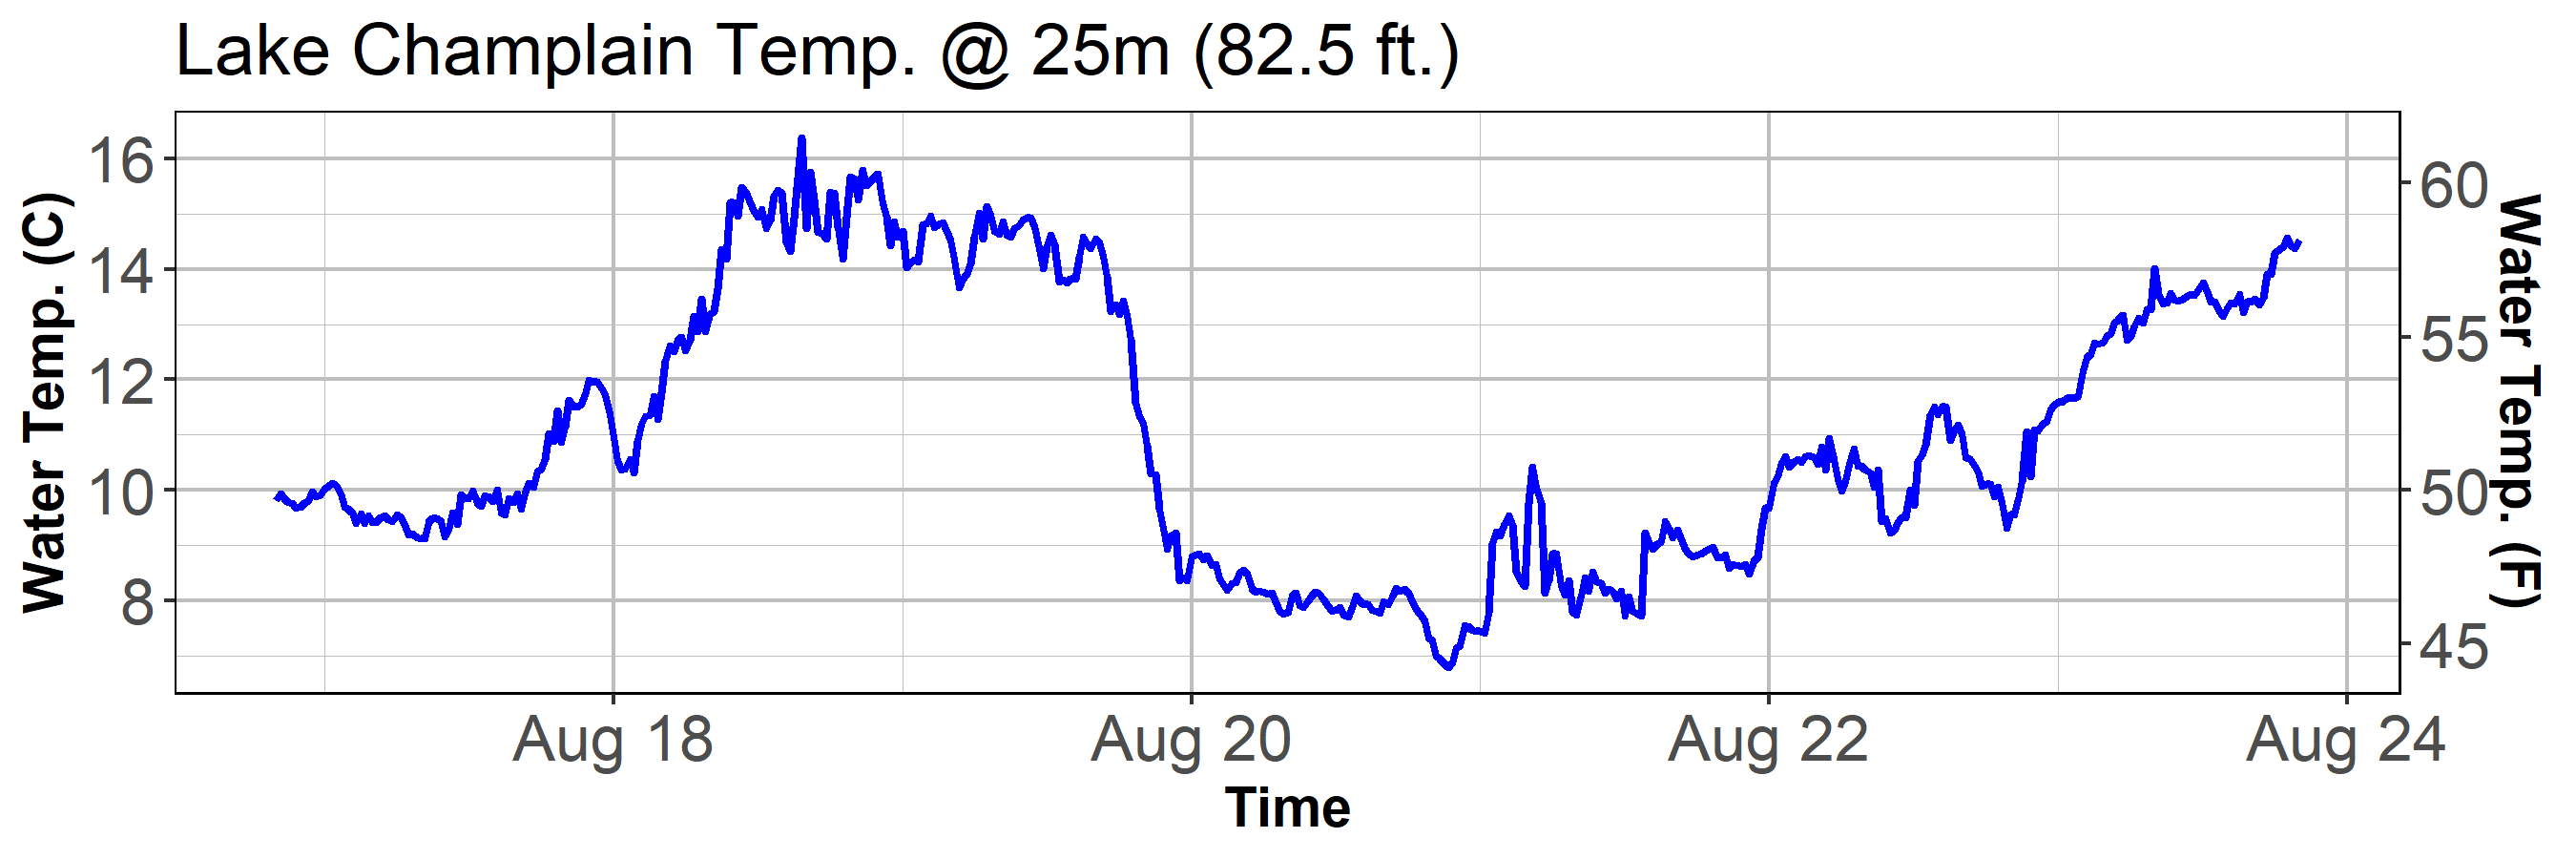 Lake Champlain Temp. @ 25m (82.5 ft.)
Water Temp. (C)
16
14
12
10
8
60
55
50
45
Water Temp. (F)
Aug 18 Aug 20 Aug 22 Aug 24
Time